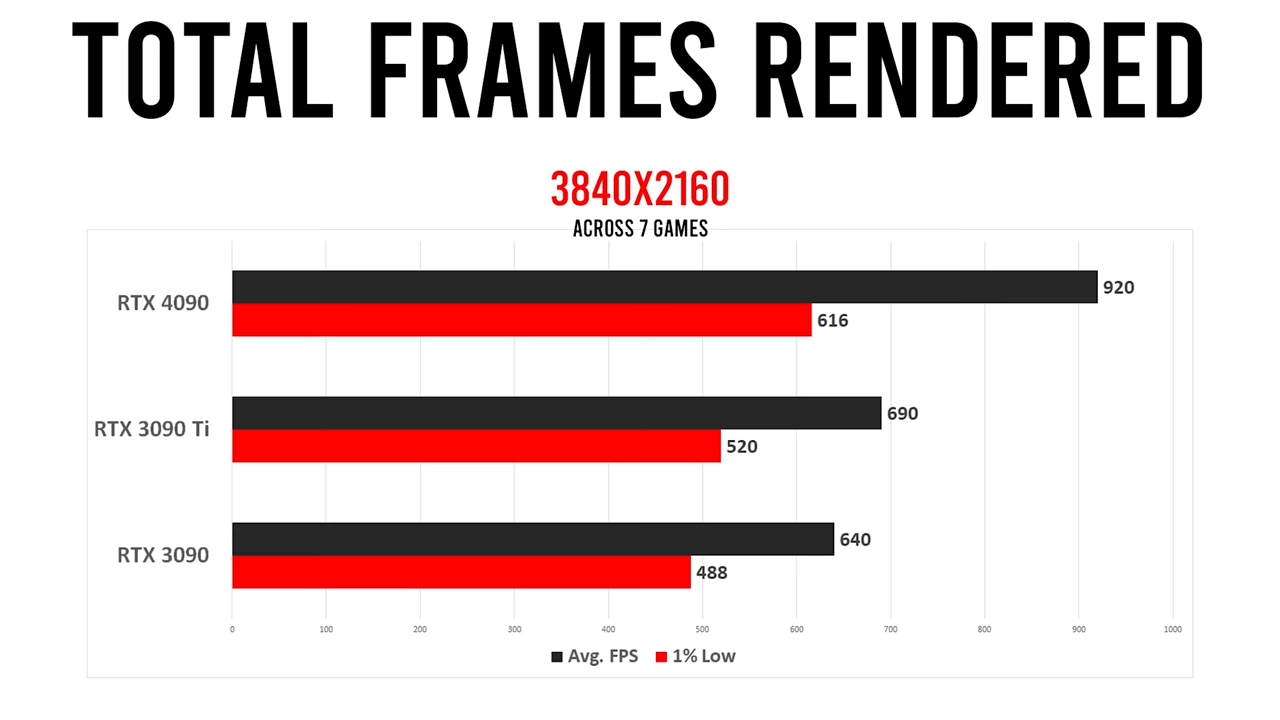 TOTAL FRAMES RENDERED
3840X2160
ACROSS 7 GAMES
RTX 4090
920
616
RTX 3090 Ti
690
520
RTX 3090
640
488
0 100 200 300 400 500 600 700 800 900 1000
Avg. FPS 1% Low